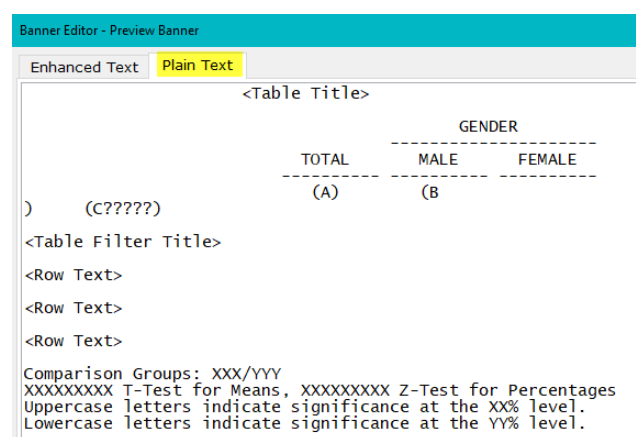 Banner Editor - Preview Banner
Enhanced Text Plain Text
<Table Title>
GENDER
TOTAL MALE FEMALE
(A) (B
) (C?????)
<Table Filter Title>
<Row Text>
<Row Text>
<Row Text>
Comparison Groups: XXX/YYY
XXXXXXXXX T-Test for Means, XXXXXXXXX Z-Test for Percentages
Uppercase letters indicate significance at the XX% level.
Lowercase letters indicate significance at the YY% level.